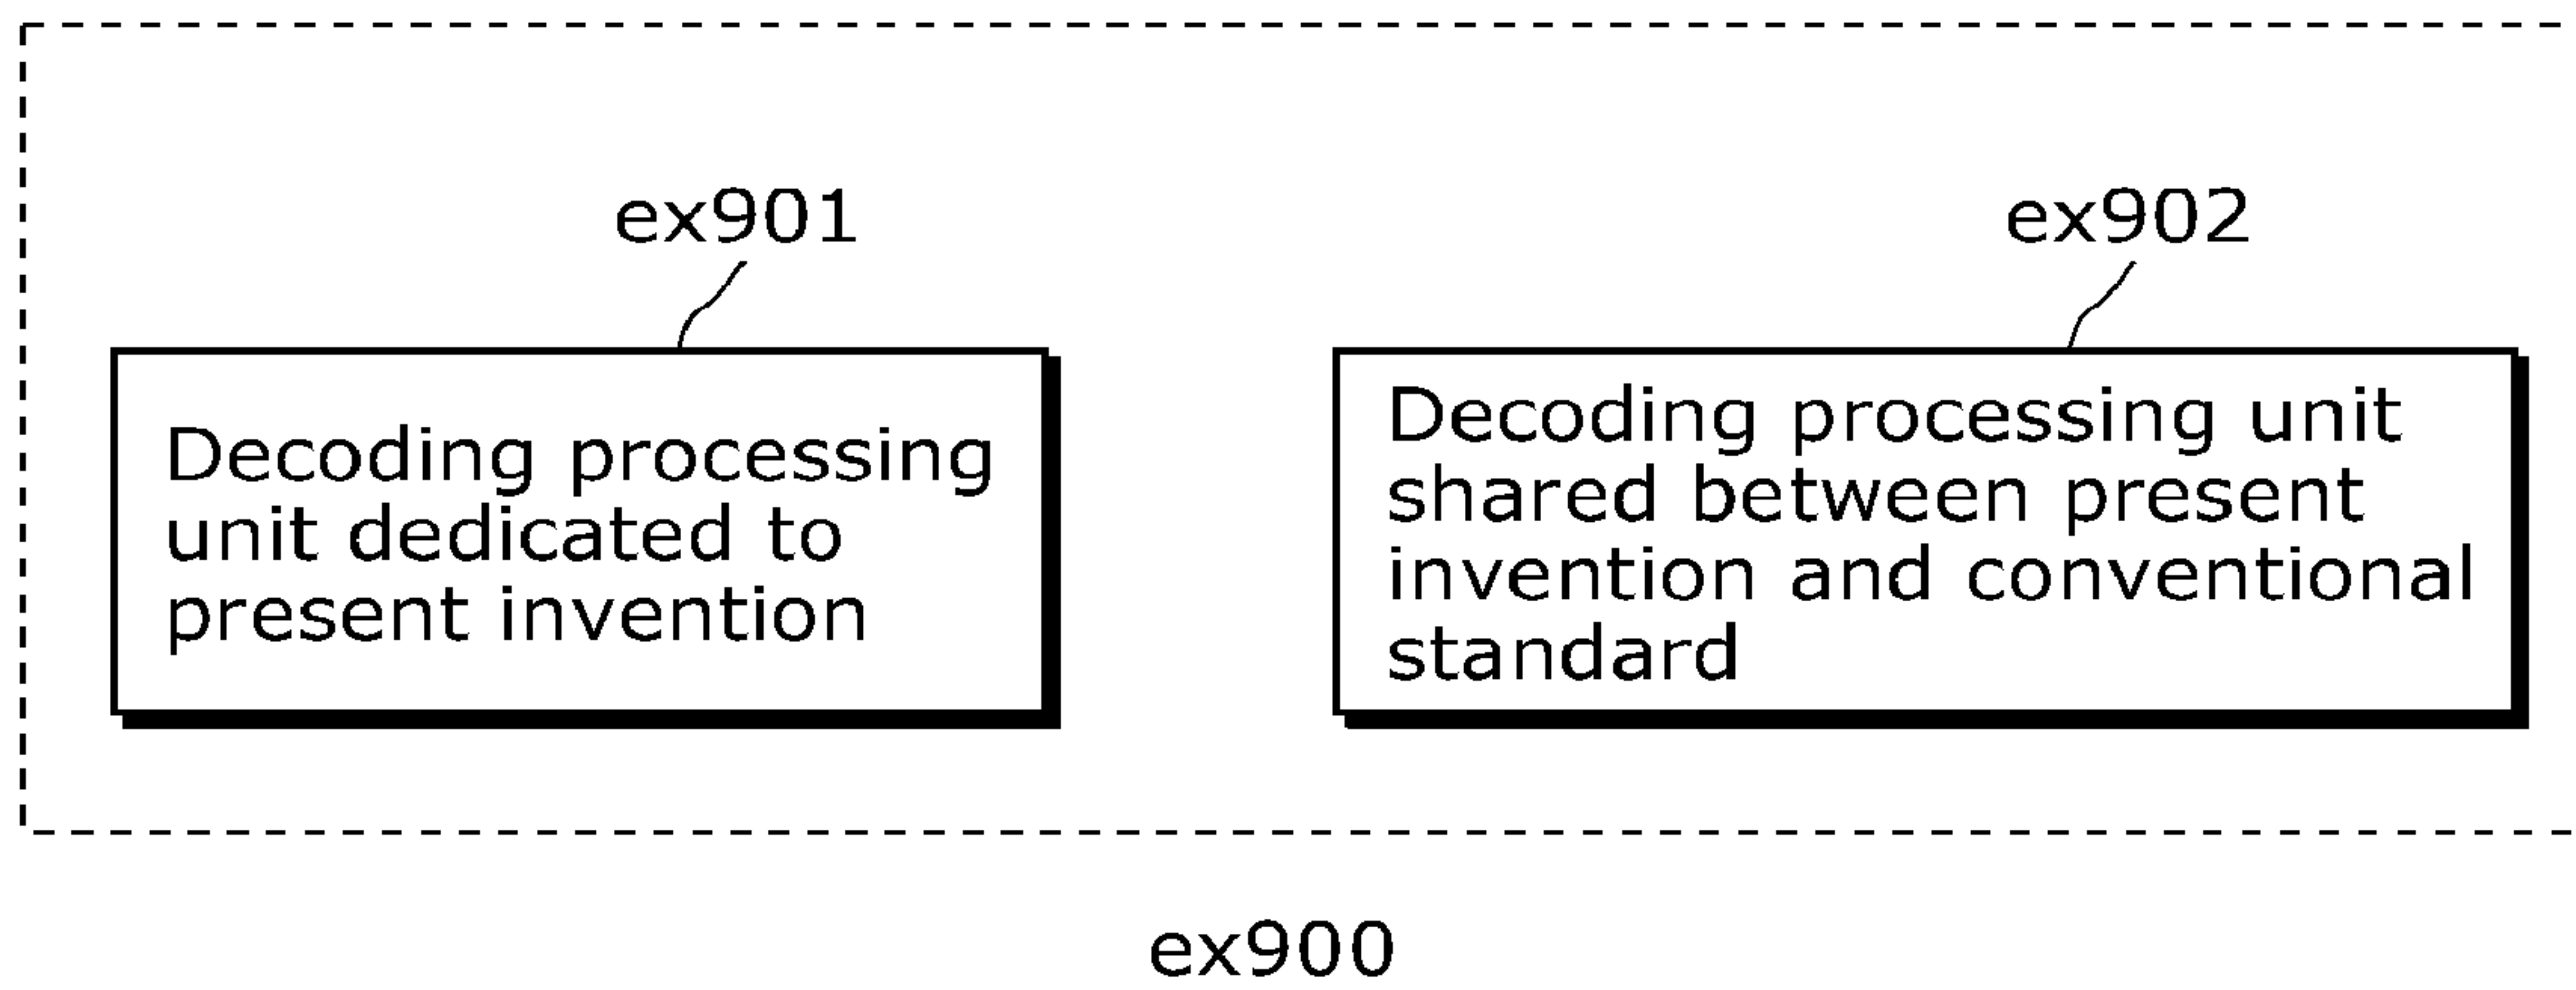 ex901
Decoding processing
unit dedicated to
present invention
ex902
Decoding processing unit
shared between present
invention and conventional
standard
ex900